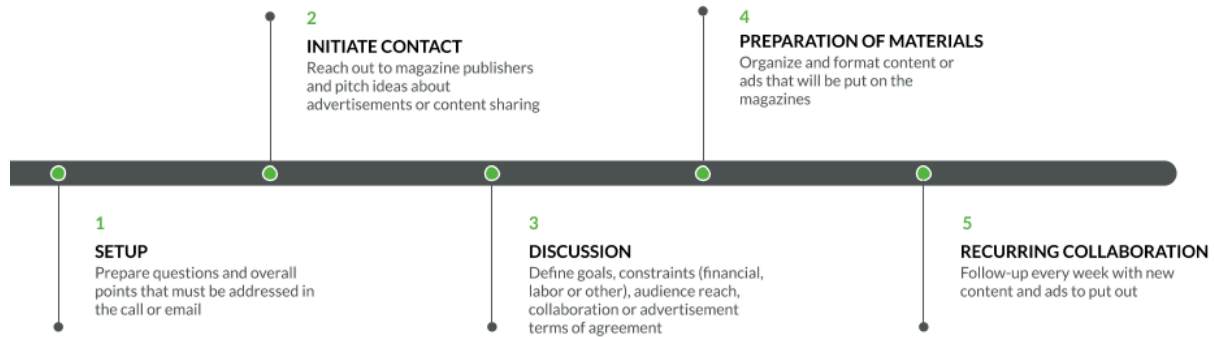 2
INITIATE CONTACT
Reach out to magazine publishers
and pitch ideas about
advertisements or content sharing
4
PREPARATION OF MATERIALS
Organize and format content or
ads that will be put on the
magazines
1
SETUP
Prepare questions and overall
points that must be addressed in
the call or email
3
DISCUSSION
Define goals, constraints (financial,
labor or other), audience reach,
collaboration or advertisement
terms of agreement
5
RECURRING COLLABORATION
Follow-up every week with new
content and ads to put out